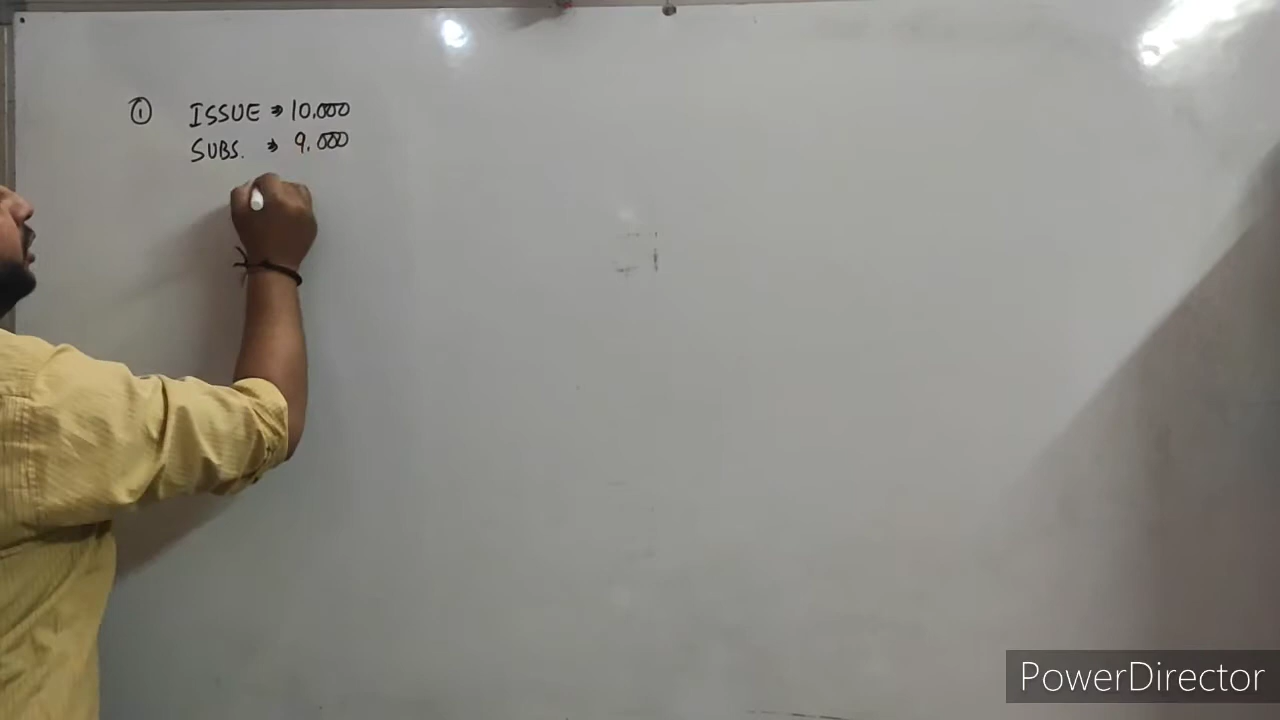 ① ISSUE ⇒ 10,000
SUBS. ⇒ 9,000
PowerDirector